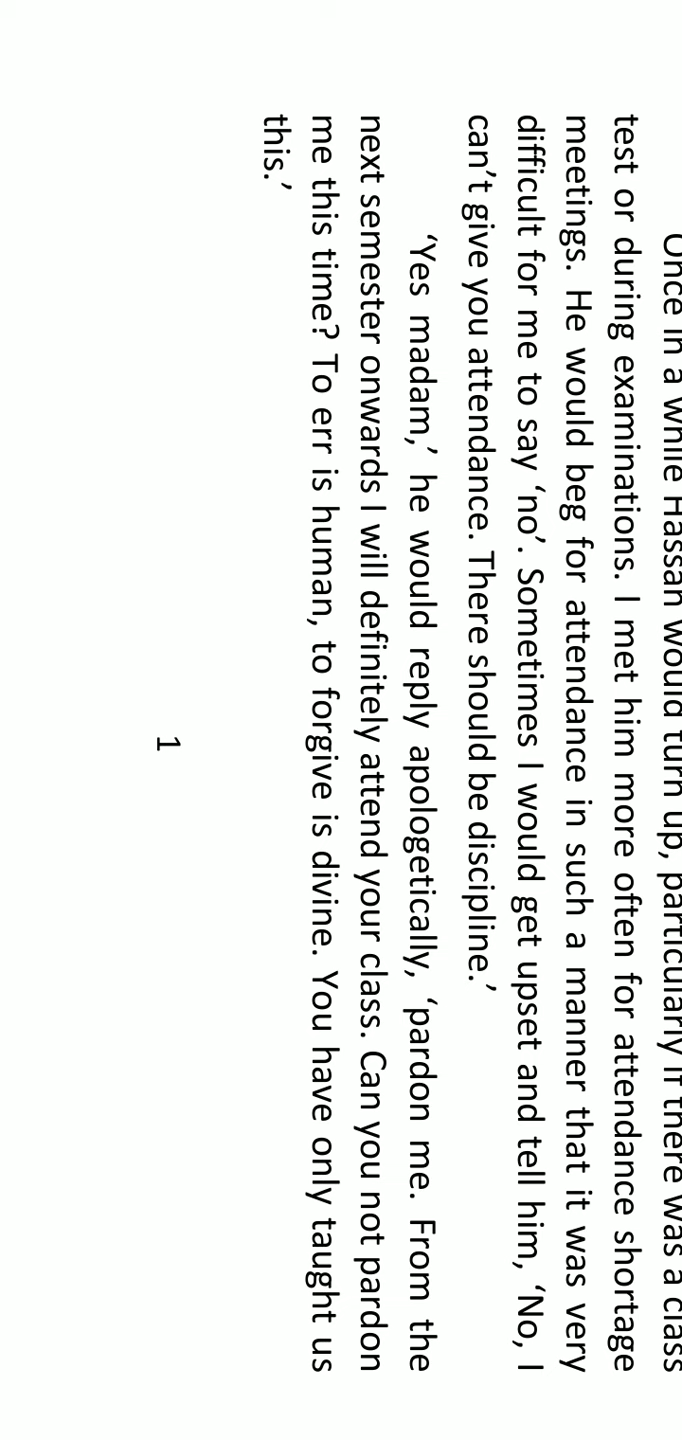 Once in a while Hassan would turn up, particularly if there was a class
test or during examinations. I met him more often for attendance shortage
meetings. He would beg for attendance in such a manner that it was very
difficult for me to say ‘no’. Sometimes I would get upset and tell him, ‘No, I
can’t give you attendance. There should be discipline.’
‘Yes madam,’ he would reply apologetically, ‘pardon me. From the
next semester onwards I will definitely attend your class. Can you not pardon
me this time? To err is human, to forgive is divine. You have only taught us
this.’
1